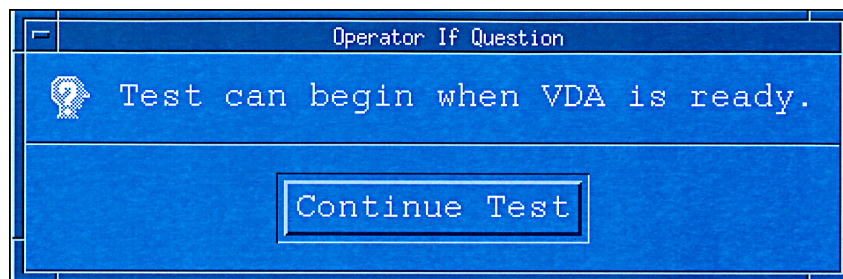 Operator If Question
Test can begin when VDA is ready.
Continue Test